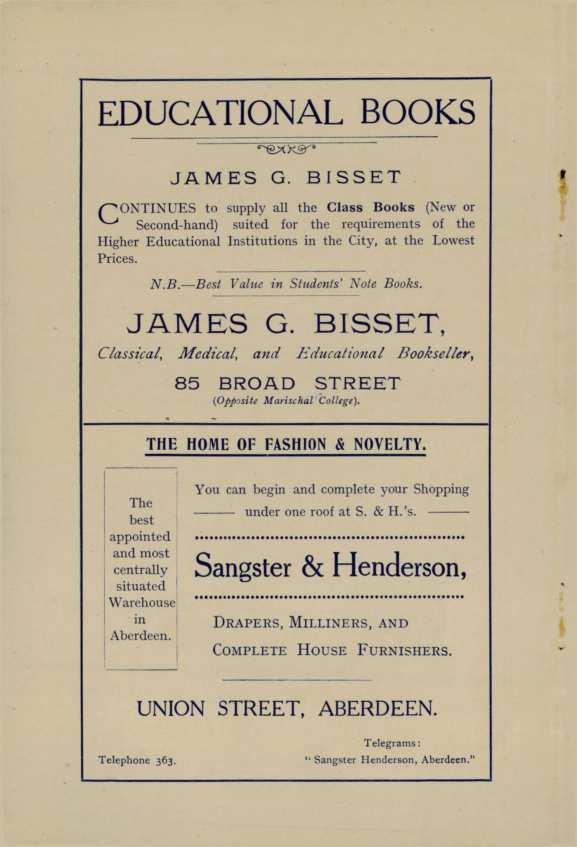 EDUCATIONAL BOOKS
JAMES G. BISSET
CONTINUES to supply all the Class Books (New or
Second-hand) suited for the requirements of the
Higher Educational Institutions in the City, at the Lowest
Prices.
N.B.—Best Value in Students' Note Books.
JAMES G. BISSET,
Classical, Medical, and Educational Bookseller,
85 BROAD STREET
(Opposite Marischal College).
THE HOME OF FASHION & NOVELTY.
The
best
appointed
and most
centrally
situated
Warehouse
in
Aberdeen.
You can begin and complete your Shopping
under one roof at S. & H.'s.
Sangster & Henderson,
DRAPERS, MILLINERS, AND
COMPLETE HOUSE FURNISHERS.
UNION STREET, ABERDEEN.
Telephone 363.
Telegrams:
"Sangster Henderson, Aberdeen."